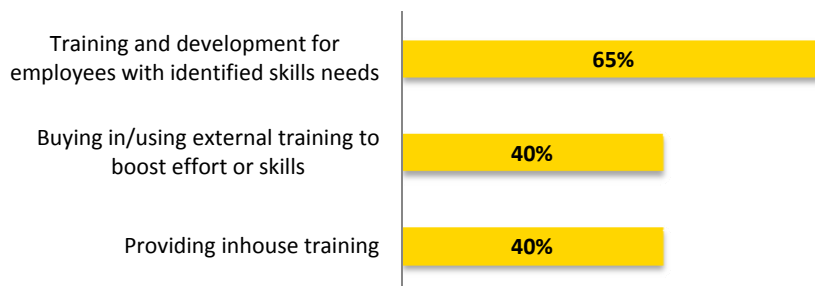 Training and development for
employees with identified skills needs
65%
Buying in/using external training to
boost effort or skills
40%
Providing inhouse training
40%